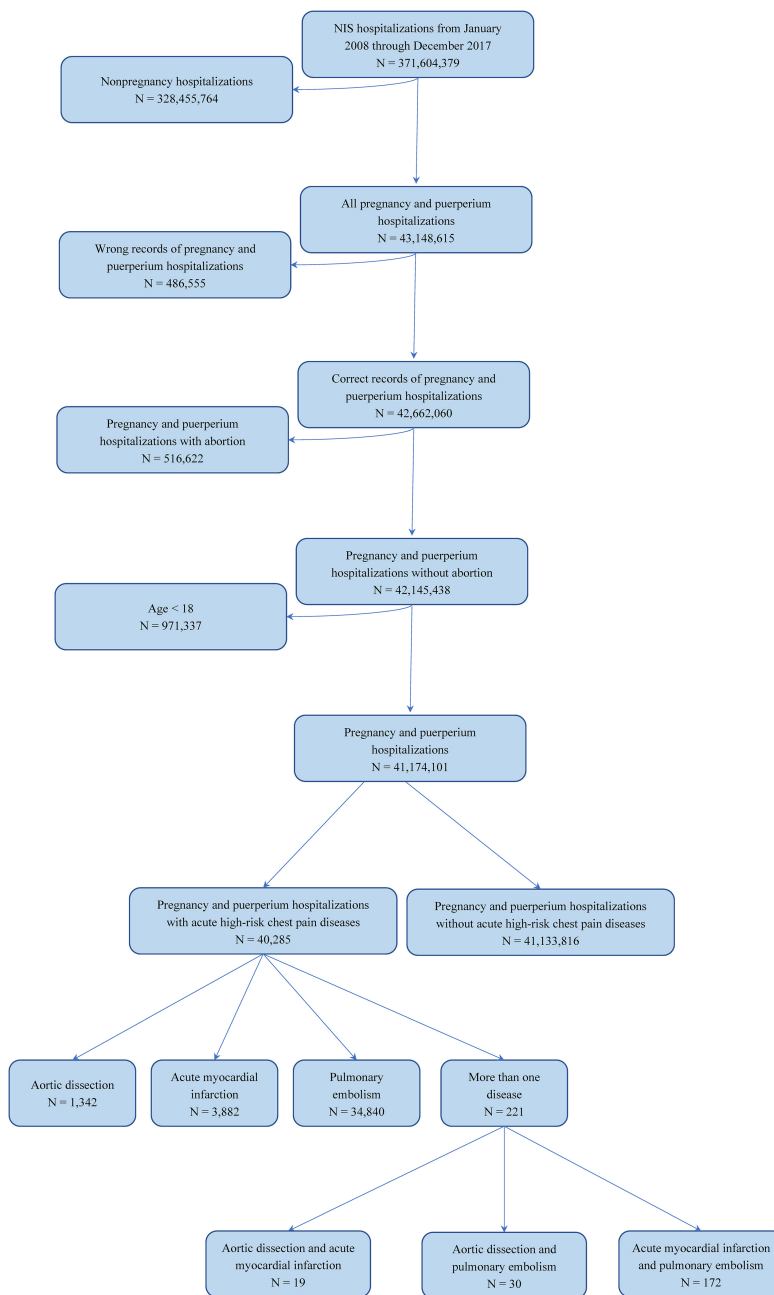 NIS hospitalizations from January
2008 through December 2017
N = 371,604,379
Nonpregnancy hospitalizations
N = 328,455,764
All pregnancy and puerperium
hospitalizations
N = 43,148,615
Wrong records of pregnancy and
puerperium hospitalizations
N = 486,555
Correct records of pregnancy and
puerperium hospitalizations
N = 42,662,060
Pregnancy and puerperium
hospitalizations with abortion
N = 516,622
Pregnancy and puerperium
hospitalizations without abortion
N = 42,145,438
Age < 18
N = 971,337
Pregnancy and puerperium
hospitalizations
N = 41,174,101
Pregnancy and puerperium hospitalizations
with acute high-risk chest pain diseases
N = 40,285
Pregnancy and puerperium hospitalizations
without acute high-risk chest pain diseases
N = 41,133,816
Aortic dissection
N = 1,342
Acute myocardial
infarction
N = 3,882
Pulmonary
embolism
N = 34,840
More than one
disease
N = 221
Aortic dissection and acute
myocardial infarction
N = 19
Aortic dissection and
pulmonary embolism
N = 30
Acute myocardial infarction
and pulmonary embolism
N = 172